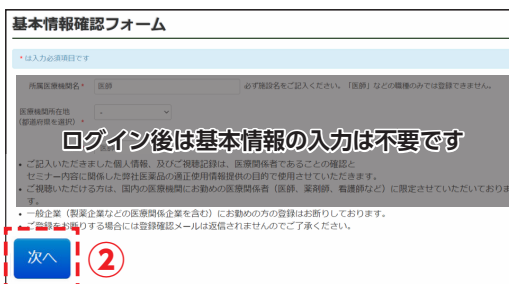 基本情報確認フォーム
* は入力必須項目です
所属医療機関名* 医師 必ず施設名をご記入ください。「医師」などの職種のみでは登録できません。
医療機関所在地 -
(都道府県を選択) *
ログイン後は基本情報の入力は不要です
• ご記入いただきました個人情報、及びご視聴記録は、医療関係者であることの確認と
セミナー内容に関係した弊社医薬品の適正使用情報提供の目的で使用させていただきます。
• ご視聴いただける方は、国内の医療機関にお勤めの医療関係者（医師、薬剤師、看護師など）に限定させていただいておりま
す。
• 一般企業（製薬企業などの医療関係企業を含む）にお勤めの方の登録はお断りしております。
• ご登録をお断りする場合には登録確認メールは返信されませんのでご了承ください。
次へ ②